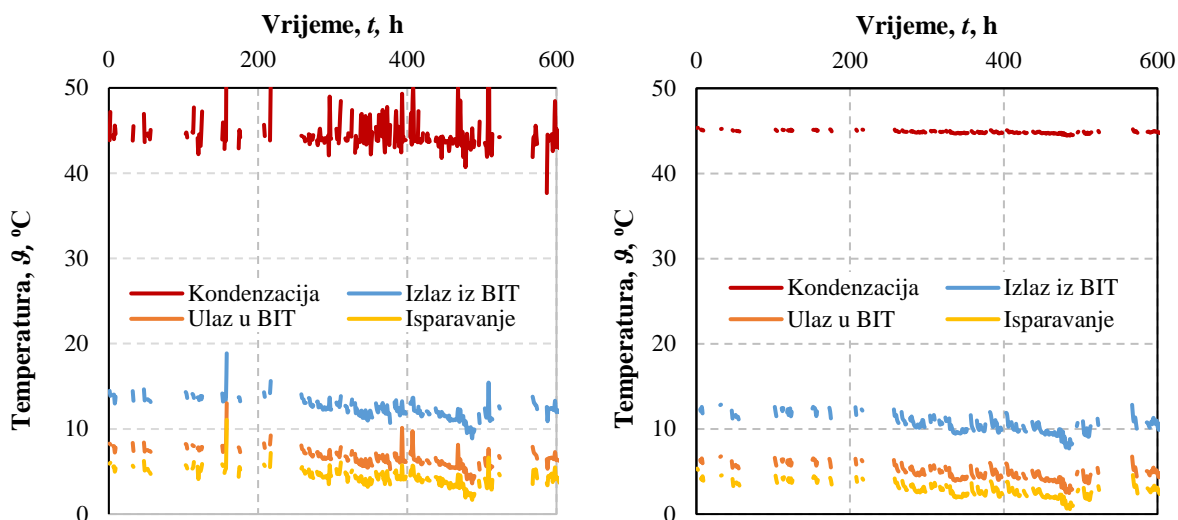 Vrijeme, t, h
0 200 400 600
50
40
30
20
10
0
Temperatura, ϑ, ºC
Kondenzacija
Izlaz iz BIT
Ulaz u BIT
Isparavanje
Vrijeme, t, h
0 200 400 600
50
40
30
20
10
0
Temperatura, ϑ, ºC
Kondenzacija
Izlaz iz BIT
Ulaz u BIT
Isparavanje